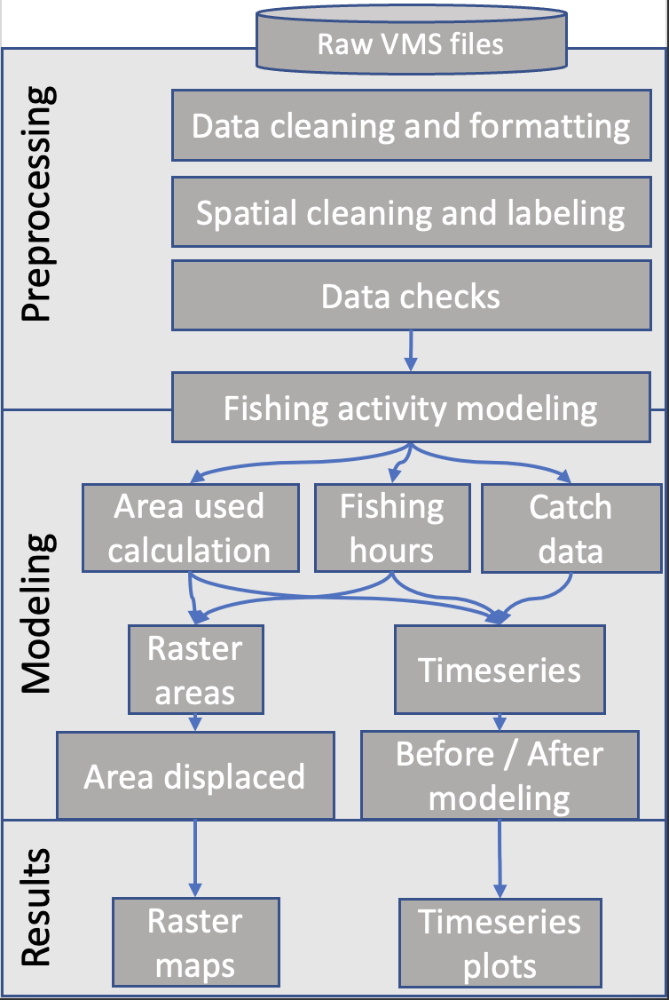 Raw VMS files
Preprocessing
Data cleaning and formatting
Spatial cleaning and labeling
Data checks
Fishing activity modeling
Modeling
Area used
calculation
Fishing
hours
Catch
data
Raster
areas
Timeseries
Area displaced
Before / After
modeling
Results
Raster
maps
Timeseries
plots